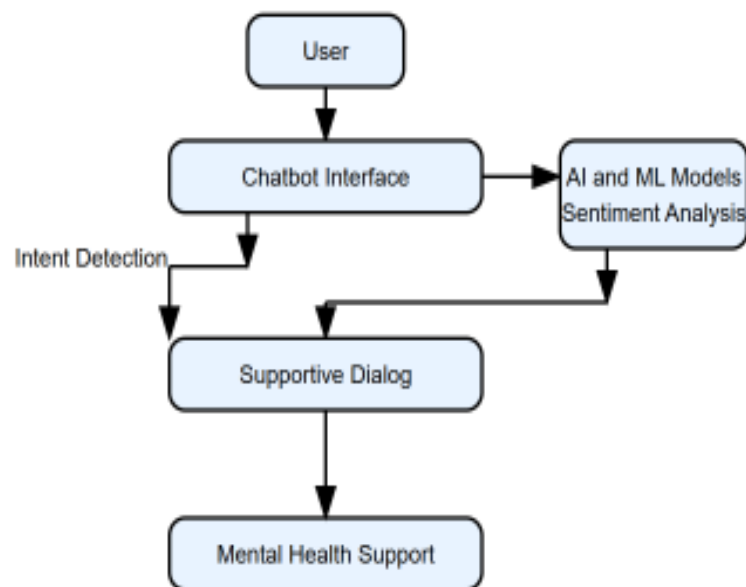 User
Chatbot Interface
AI and ML Models
Sentiment Analysis
Intent Detection
Supportive Dialog
Mental Health Support